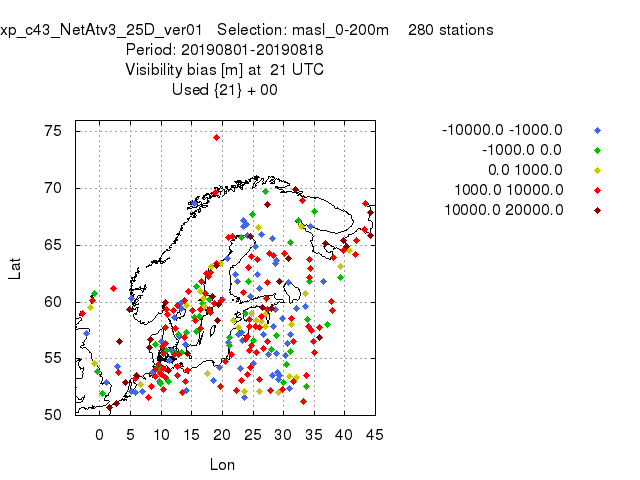 xp_c43_NetAtv3_25D_ver01 Selection: masl_0-200m 280 stations
Period: 20190801-20190818
Visibility bias [m] at 21 UTC
Used {21} + 00
-10000.0 -1000.0
-1000.0 0.0
0.0 1000.0
1000.0 10000.0
10000.0 20000.0
75
70
65
60
55
50
Lat
0 5 10 15 20 25 30 35 40 45
Lon